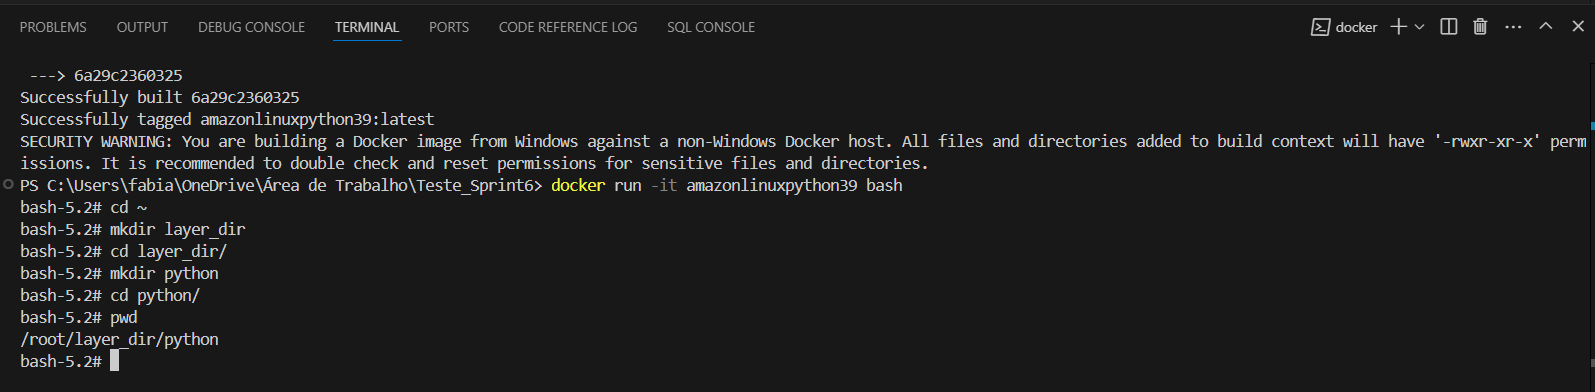 PROBLEMS OUTPUT DEBUG CONSOLE TERMINAL PORTS CODE REFERENCE LOG SQL CONSOLE docker
---> 6a29c2360325
Successfully built 6a29c2360325
Successfully tagged amazonlinuxpython39:latest
SECURITY WARNING: You are building a Docker image from Windows against a non-Windows Docker host. All files and directories added to build context will have '-rwxr-xr-x' perm
issions. It is recommended to double check and reset permissions for sensitive files and directories.
PS C:\Users\fabia\OneDrive\Área de Trabalho\Teste_Sprint6> docker run -it amazonlinuxpython39 bash
bash-5.2# cd ~
bash-5.2# mkdir layer_dir
bash-5.2# cd layer_dir/
bash-5.2# mkdir python
bash-5.2# cd python/
bash-5.2# pwd
/root/layer_dir/python
bash-5.2#